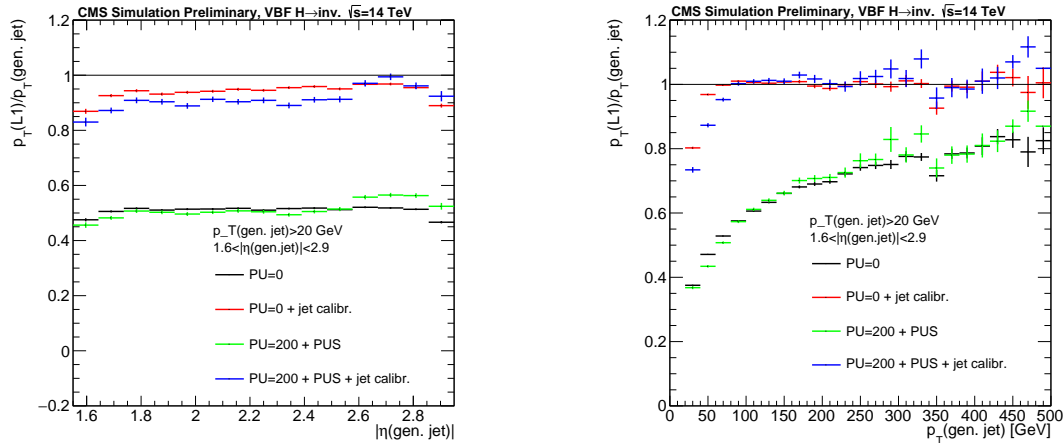 CMS Simulation Preliminary, VBF H→inv. √s=14 TeV
p_T(L1)/p_T(gen. jet)
1.2
1
0.8
0.6
0.4
0.2
0
−0.2
p_T(gen. jet)>20 GeV
1.6<|η(gen.jet)|<2.9
PU=0
PU=0 + jet calibr.
PU=200 + PUS
PU=200 + PUS + jet calibr.
1.6 1.8 2 2.2 2.4 2.6 2.8
|η(gen. jet)|
CMS Simulation Preliminary, VBF H→inv. √s=14 TeV
p_T(L1)/p_T(gen. jet)
1.2
1
0.8
0.6
0.4
0.2
0
p_T(gen. jet)>20 GeV
1.6<|η(gen.jet)|<2.9
PU=0
PU=0 + jet calibr.
PU=200 + PUS
PU=200 + PUS + jet calibr.
0 50 100 150 200 250 300 350 400 450 500
p_T(gen. jet) [GeV]